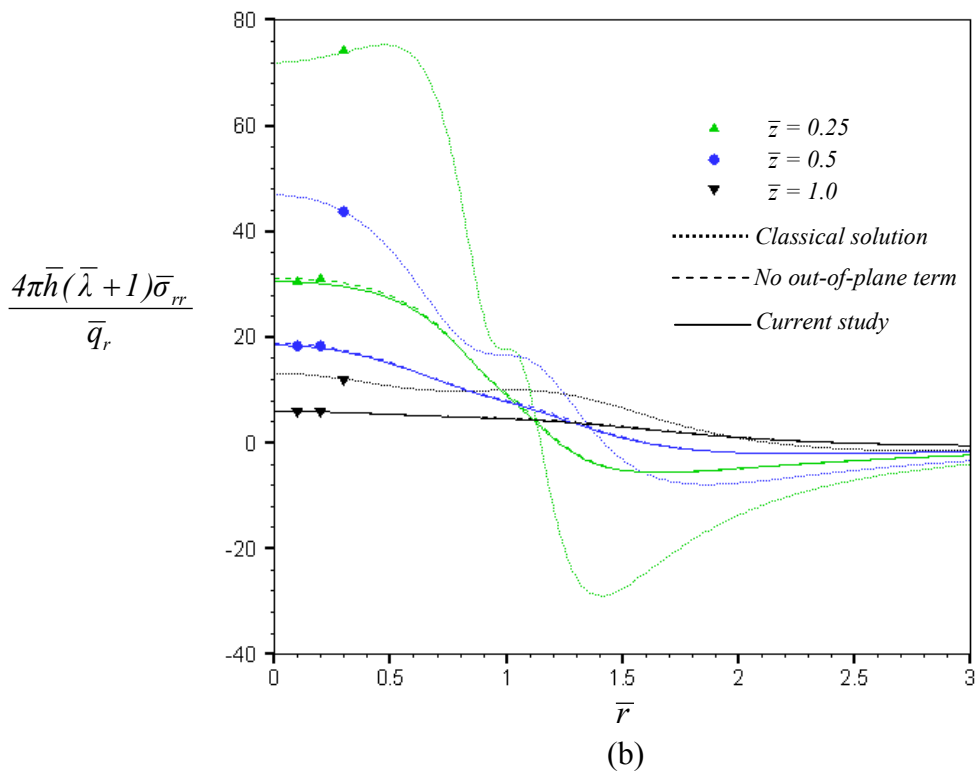 80
60
40
20
0
-20
-40
0 0.5 1 1.5 2 2.5 3
4πh̅(λ̅+1)σ̅rr
q̅r
z̅ = 0.25
z̅ = 0.5
z̅ = 1.0
Classical solution
No out-of-plane term
Current study
r̅
(b)